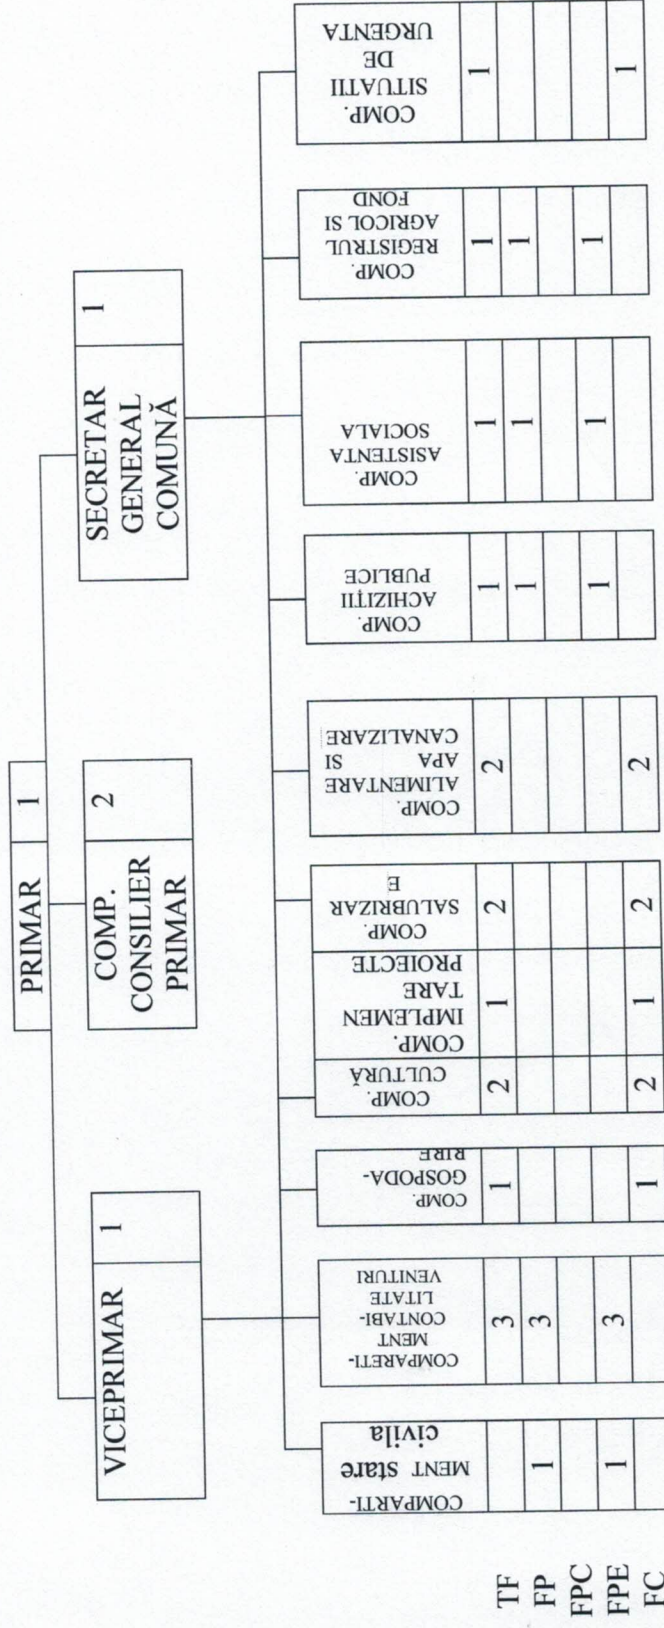 PRIMAR 1
VICEPRIMAR 1
COMP.
CONSILIER
PRIMAR
2
SECRETAR
GENERAL
COMUNĂ
1
COMPARTI-
MENT stare
civila
COMPARETI-
MENT
CONTABI-
LITATE
VENITURI
COMP.
GOSPODA-
RIRE
COMP.
CULTURĂ
COMP.
IMPLEMEN
TARE
PROIECTE
COMP.
SALUBRIZAR
E
COMP.
ALIMENTARE
APA SI
CANALIZARE
COMP.
ACHIZIȚII
PUBLICE
COMP.
ASISTENTA
SOCIALA
COMP.
REGISTRUL
AGRICOL SI
FOND
COMP.
SITUATII
DE
URGENTA
TF 3 1 2 1 2 2 1 1 1 1
FP 1 3 1 1 1
FPC
FPE 1 3 1 1 1
FC 1 2 1 2 2 1